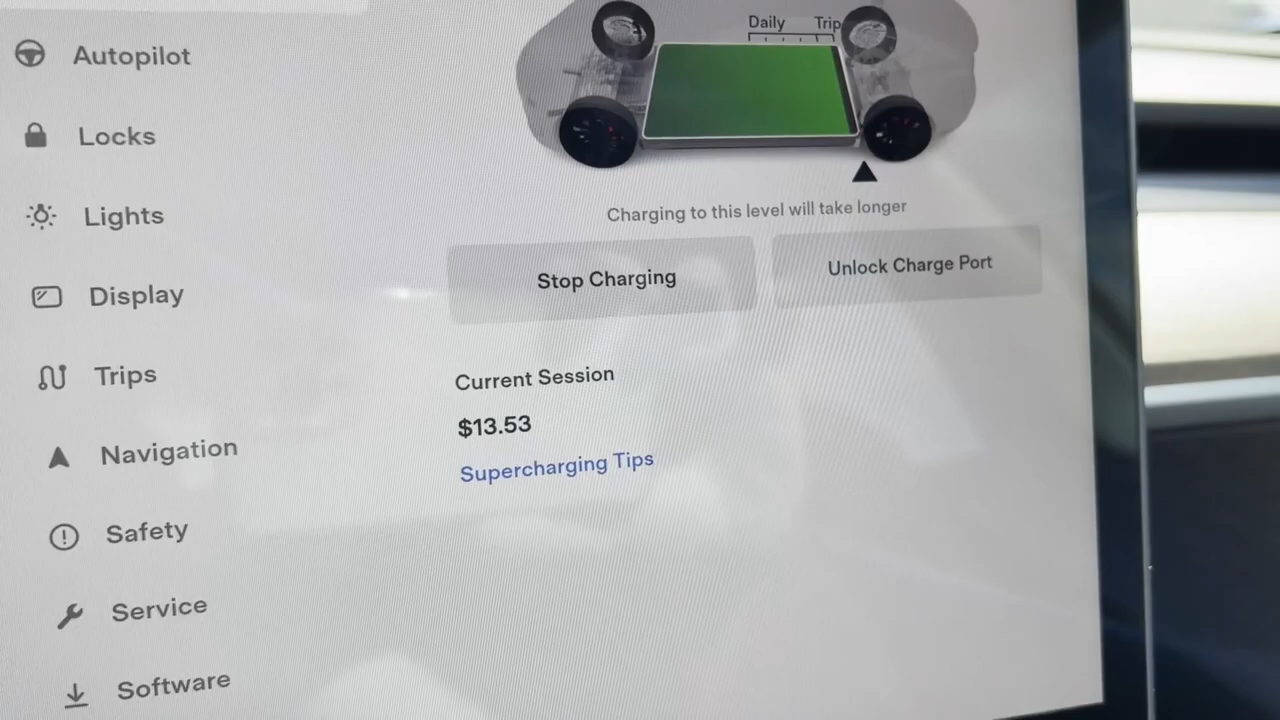 Autopilot
Locks
Lights
Display
Trips
Navigation
Safety
Service
Software
Daily Trip
Charging to this level will take longer
Stop Charging
Unlock Charge Port
Current Session
$13.53
Supercharging Tips